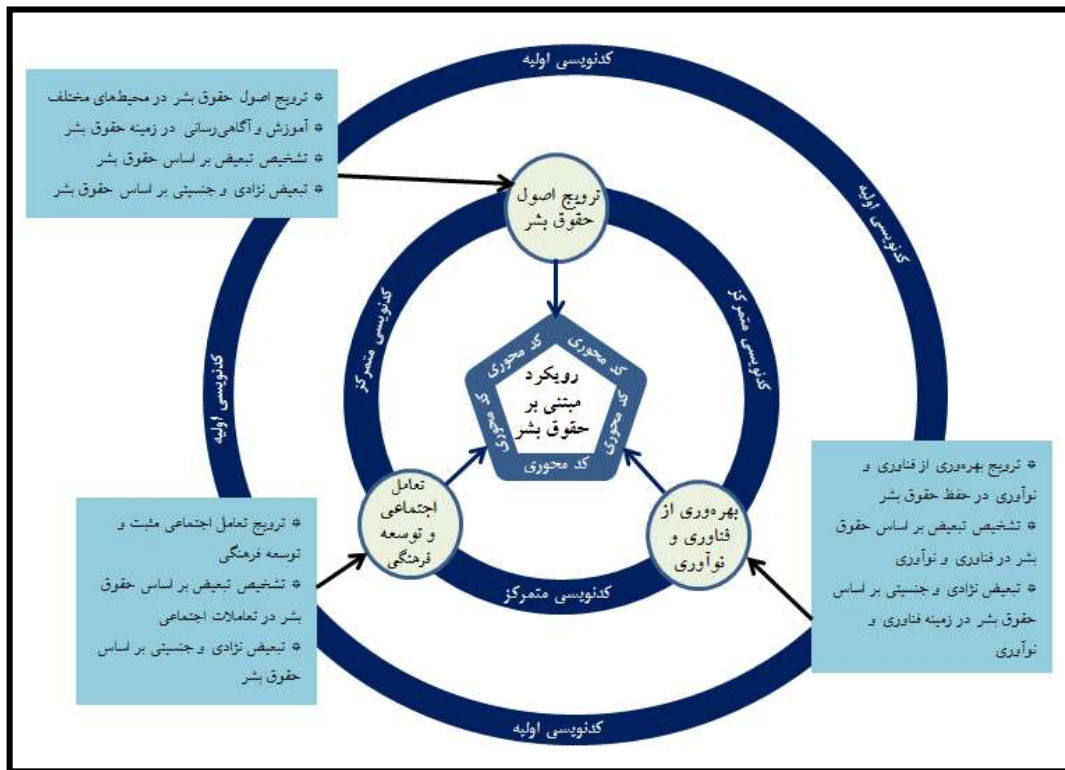 کدنویسی اولیه
* ترویج اصول حقوق بشر در محیط‌های مختلف
* آموزش و آگاهی‌رسانی در زمینه حقوق بشر
* تشخیص تبعیض بر اساس حقوق بشر
* تبعیض نژادی و جنسیتی بر اساس حقوق بشر
ترویج اصول
حقوق بشر
کدنویسی اولیه
کدنویسی متمرکز
کدنویسی متمرکز
کد محوری
کد محوری
رویکرد
مبتنی بر
حقوق بشر
کد محوری
کد محوری
کد محوری
کدنویسی اولیه
* ترویج بهره‌وری از فناوری و
نوآوری در حفظ حقوق بشر
* تشخیص تبعیض بر اساس حقوق
بشر در فناوری و نوآوری
* تبعیض نژادی و جنسیتی بر اساس
حقوق بشر در زمینه فناوری و
نوآوری
بهره‌وری از
فناوری و
نوآوری
تعامل
اجتماعی
و توسعه
فرهنگی
* ترویج تعامل اجتماعی مثبت و
توسعه فرهنگی
* تشخیص تبعیض بر اساس حقوق
بشر در تعاملات اجتماعی
* تبعیض نژادی و جنسیتی بر اساس
حقوق بشر
کدنویسی متمرکز
کدنویسی اولیه